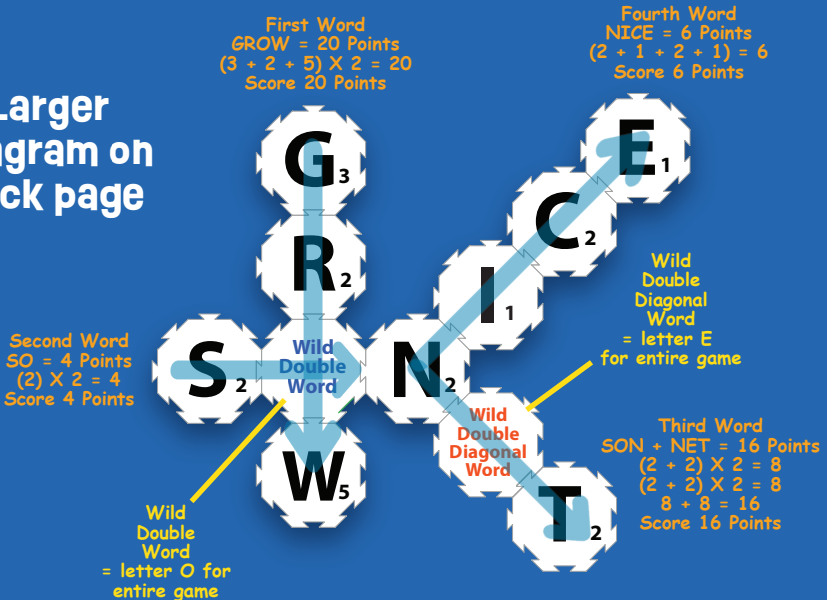 First Word
GROW = 20 Points
(3 + 2 + 5) X 2 = 20
Score 20 Points
Fourth Word
NICE = 6 Points
(2 + 1 + 2 + 1) = 6
Score 6 Points
Larger
agram on
ck page
G3
R2
E1
C2
I1
Wild
Double
Diagonal
Word
= letter E
for entire game
Second Word
SO = 4 Points
(2) X 2 = 4
Score 4 Points
S2
Wild
Double
Word
N2
Wild
Double
Diagonal
Word
W5
T2
Third Word
SON + NET = 16 Points
(2 + 2) X 2 = 8
(2 + 2) X 2 = 8
8 + 8 = 16
Score 16 Points
Wild
Double
Word
= letter O for
entire game